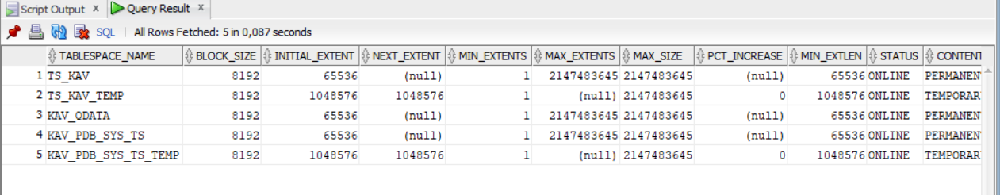 Script Output x Query Result x
SQL | All Rows Fetched: 5 in 0,087 seconds
TABLESPACE_NAME BLOCK_SIZE INITIAL_EXTENT NEXT_EXTENT MIN_EXTENTS MAX_EXTENTS MAX_SIZE PCT_INCREASE MIN_EXTLEN STATUS CONTENT
1 TS_KAV 8192 65536 (null) 1 2147483645 2147483645 (null) 65536 ONLINE PERMANEN
2 TS_KAV_TEMP 8192 1048576 1048576 1 (null) 2147483645 0 1048576 ONLINE TEMPORAR
3 KAV_QDATA 8192 65536 (null) 1 2147483645 2147483645 (null) 65536 ONLINE PERMANEN
4 KAV_PDB_SYS_TS 8192 65536 (null) 1 2147483645 2147483645 (null) 65536 ONLINE PERMANEN
5 KAV_PDB_SYS_TS_TEMP 8192 1048576 1048576 1 (null) 2147483645 0 1048576 ONLINE TEMPORAR